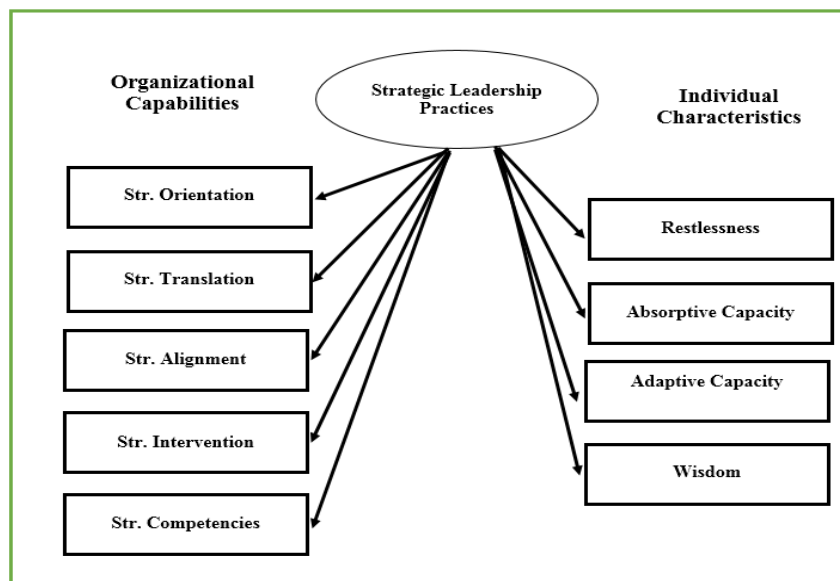 Organizational
Capabilities
Strategic Leadership
Practices
Individual
Characteristics
Str. Orientation
Str. Translation
Str. Alignment
Str. Intervention
Str. Competencies
Restlessness
Absorptive Capacity
Adaptive Capacity
Wisdom